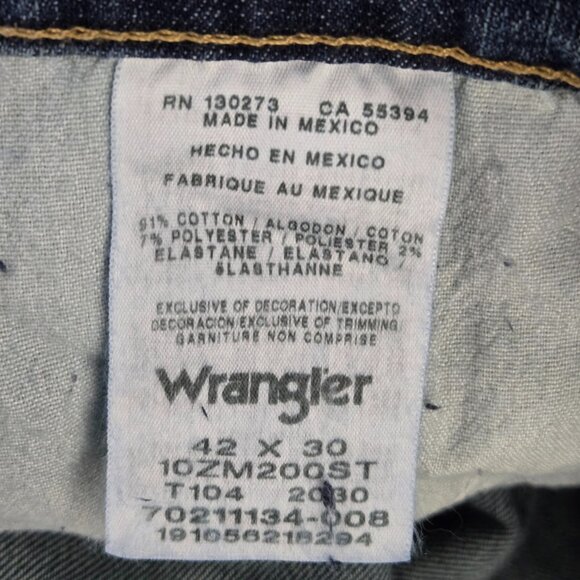 RN 130273 CA 55394
MADE IN MEXICO
HECHO EN MEXICO
FABRIQUE AU MEXIQUE
91% COTTON / ALGODON / COTON
7% POLYESTER / POLIESTER 2%
ELASTANE / ELASTANO /
ÉLASTHANNE
EXCLUSIVE OF DECORATION/EXCEPTO
DECORACION/EXCLUSIVE OF TRIMMING/
GARNITURE NON COMPRISE
Wrangler
42 X 30
10ZM200ST
T104 2030
70211134-008
191056218294